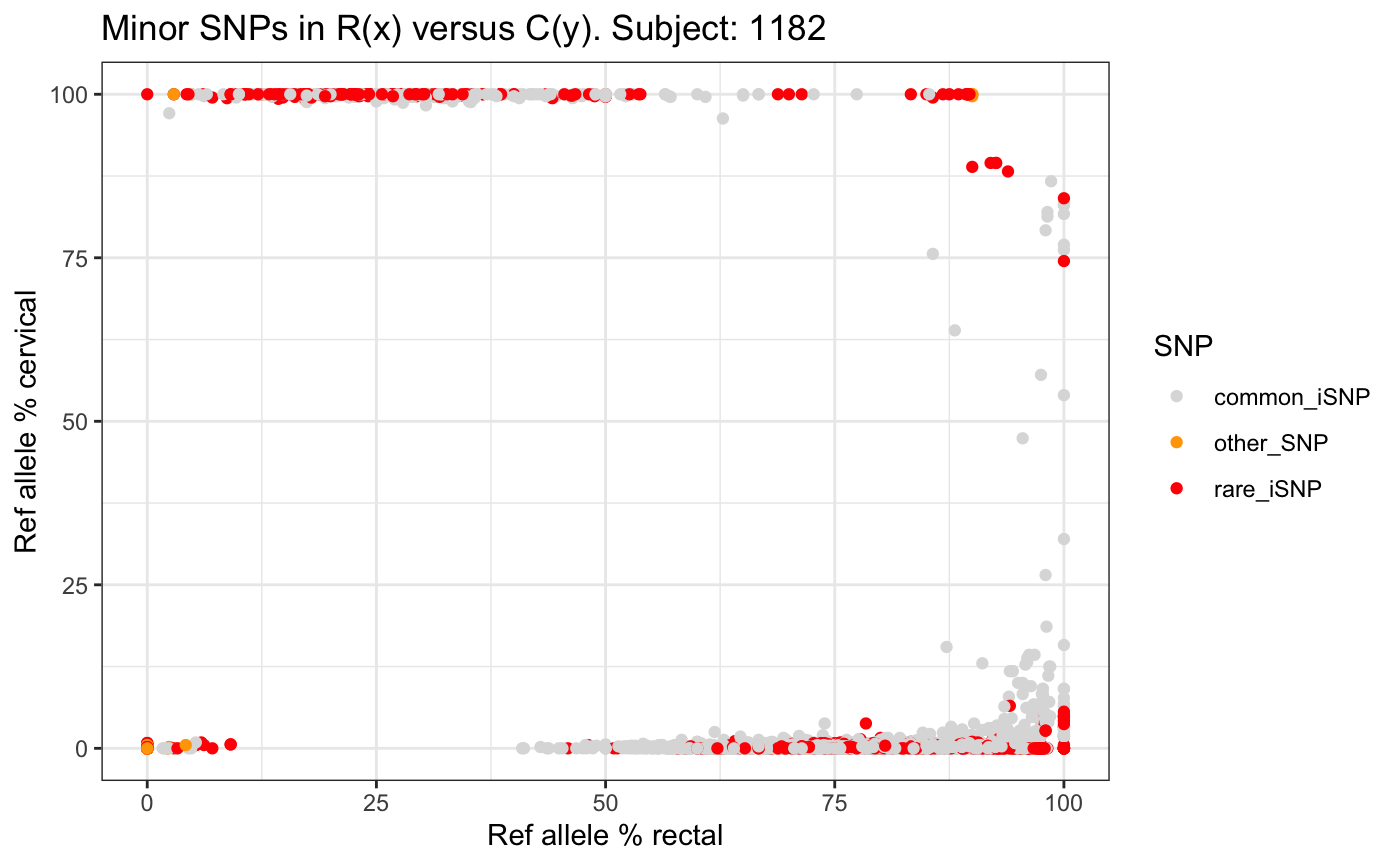 Minor SNPs in R(x) versus C(y). Subject: 1182
Ref allele % cervical
100
75
50
25
0
0 25 50 75 100
Ref allele % rectal
SNP
common_iSNP
other_SNP
rare_iSNP